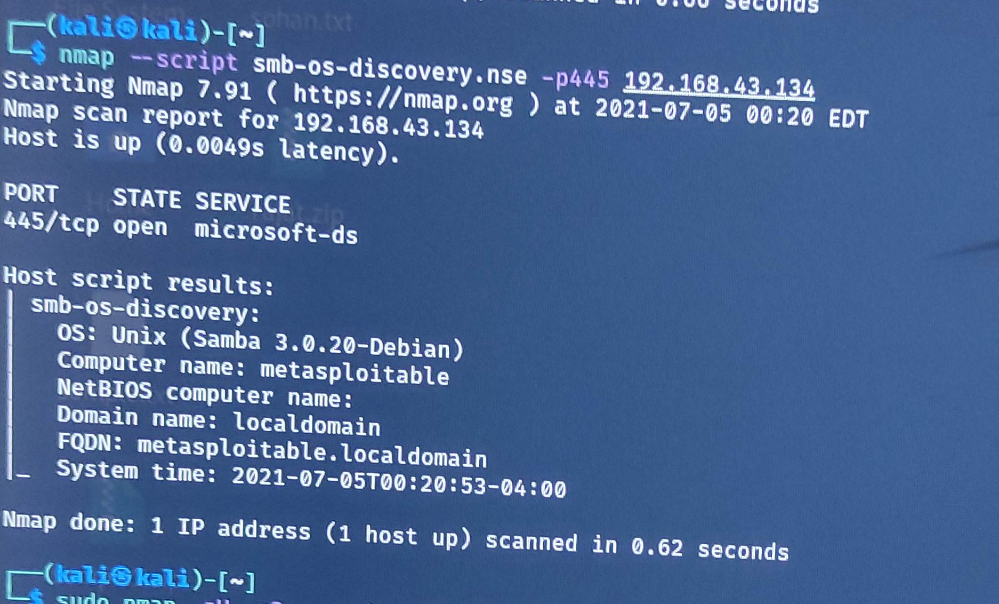 in 0.00 seconds
(kali㉿kali)-[~]
$ nmap --script smb-os-discovery.nse -p445 192.168.43.134
Starting Nmap 7.91 ( https://nmap.org ) at 2021-07-05 00:20 EDT
Nmap scan report for 192.168.43.134
Host is up (0.0049s latency).
PORT STATE SERVICE
445/tcp open microsoft-ds
Host script results:
| smb-os-discovery:
| OS: Unix (Samba 3.0.20-Debian)
| Computer name: metasploitable
| NetBIOS computer name:
| Domain name: localdomain
| FQDN: metasploitable.localdomain
|_ System time: 2021-07-05T00:20:53-04:00
Nmap done: 1 IP address (1 host up) scanned in 0.62 seconds
(kali㉿kali)-[~]
$ sudo nmap